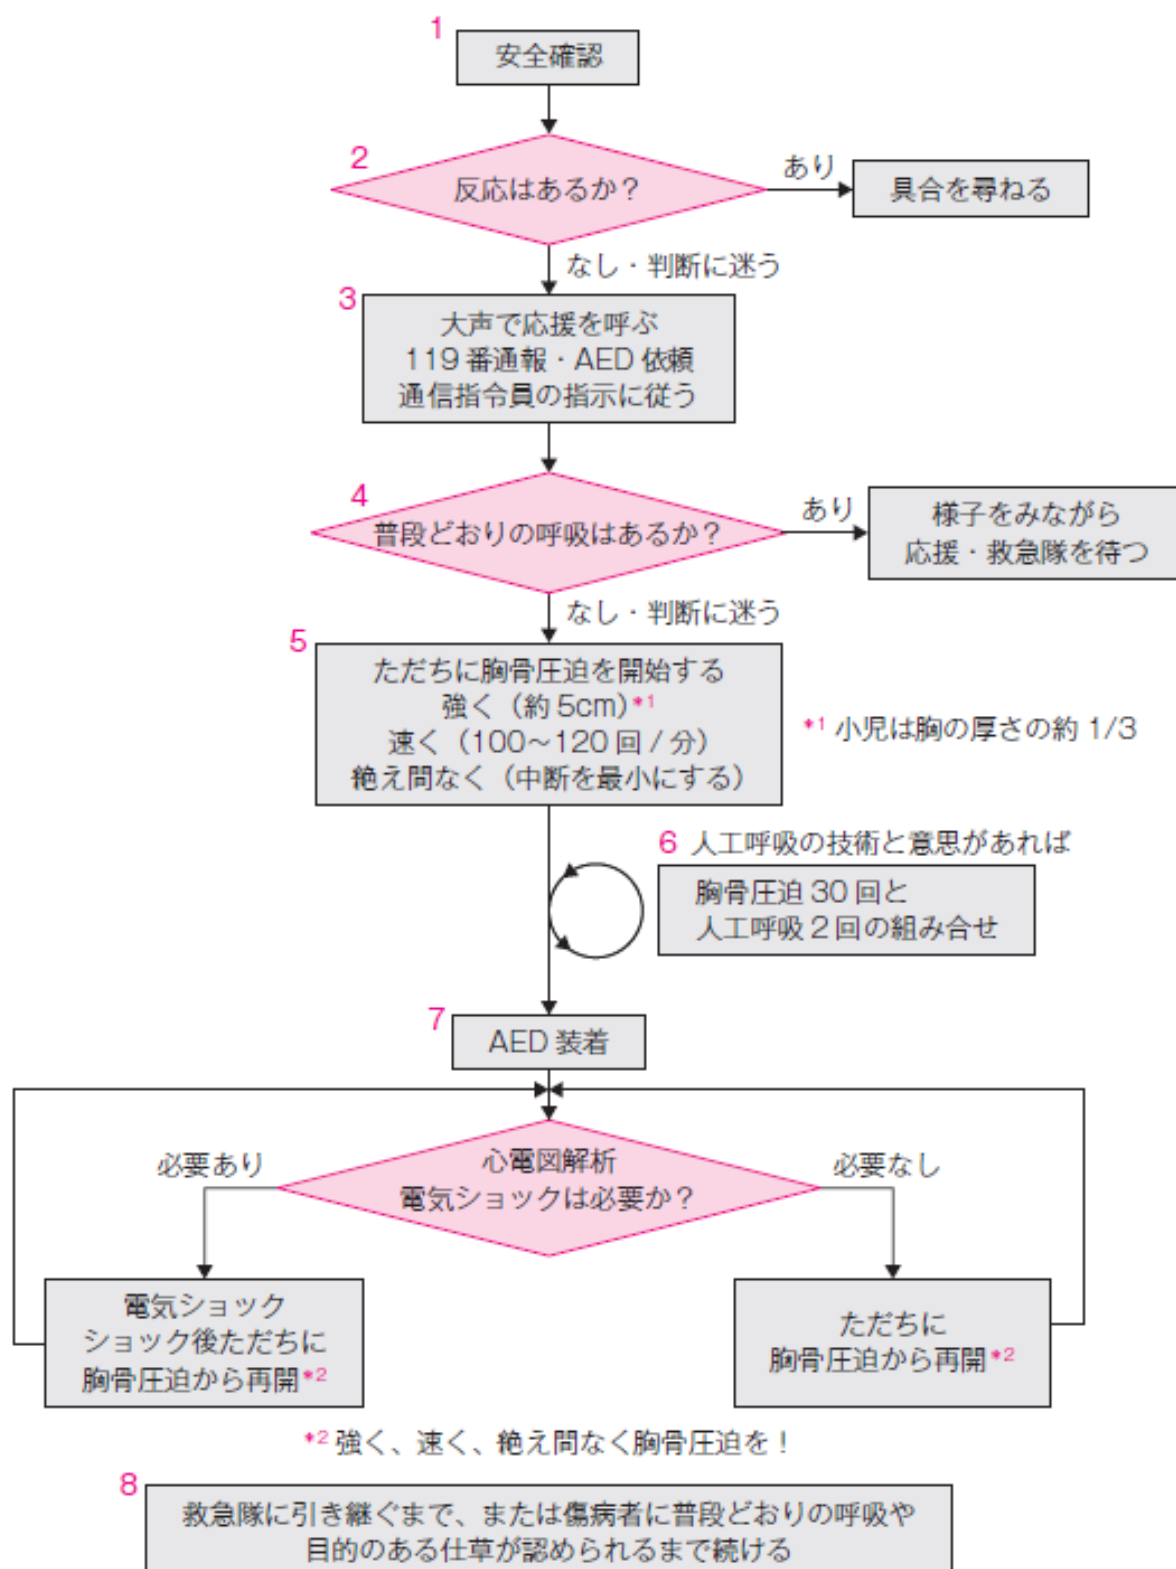 1
安全確認
2
反応はあるか？
あり
具合を尋ねる
なし・判断に迷う
3
大声で応援を呼ぶ
119番通報・AED依頼
通信指令員の指示に従う
4
普段どおりの呼吸はあるか？
あり
様子をみながら
応援・救急隊を待つ
なし・判断に迷う
5
ただちに胸骨圧迫を開始する
強く（約5cm）*1
速く（100～120回/分）
絶え間なく（中断を最小にする）
*1 小児は胸の厚さの約1/3
6 人工呼吸の技術と意思があれば
胸骨圧迫30回と
人工呼吸2回の組み合せ
7
AED装着
心電図解析
電気ショックは必要か？
必要あり
必要なし
電気ショック
ショック後ただちに
胸骨圧迫から再開*2
ただちに
胸骨圧迫から再開*2
*2 強く、速く、絶え間なく胸骨圧迫を！
8
救急隊に引き継ぐまで、または傷病者に普段どおりの呼吸や
目的のある仕草が認められるまで続ける